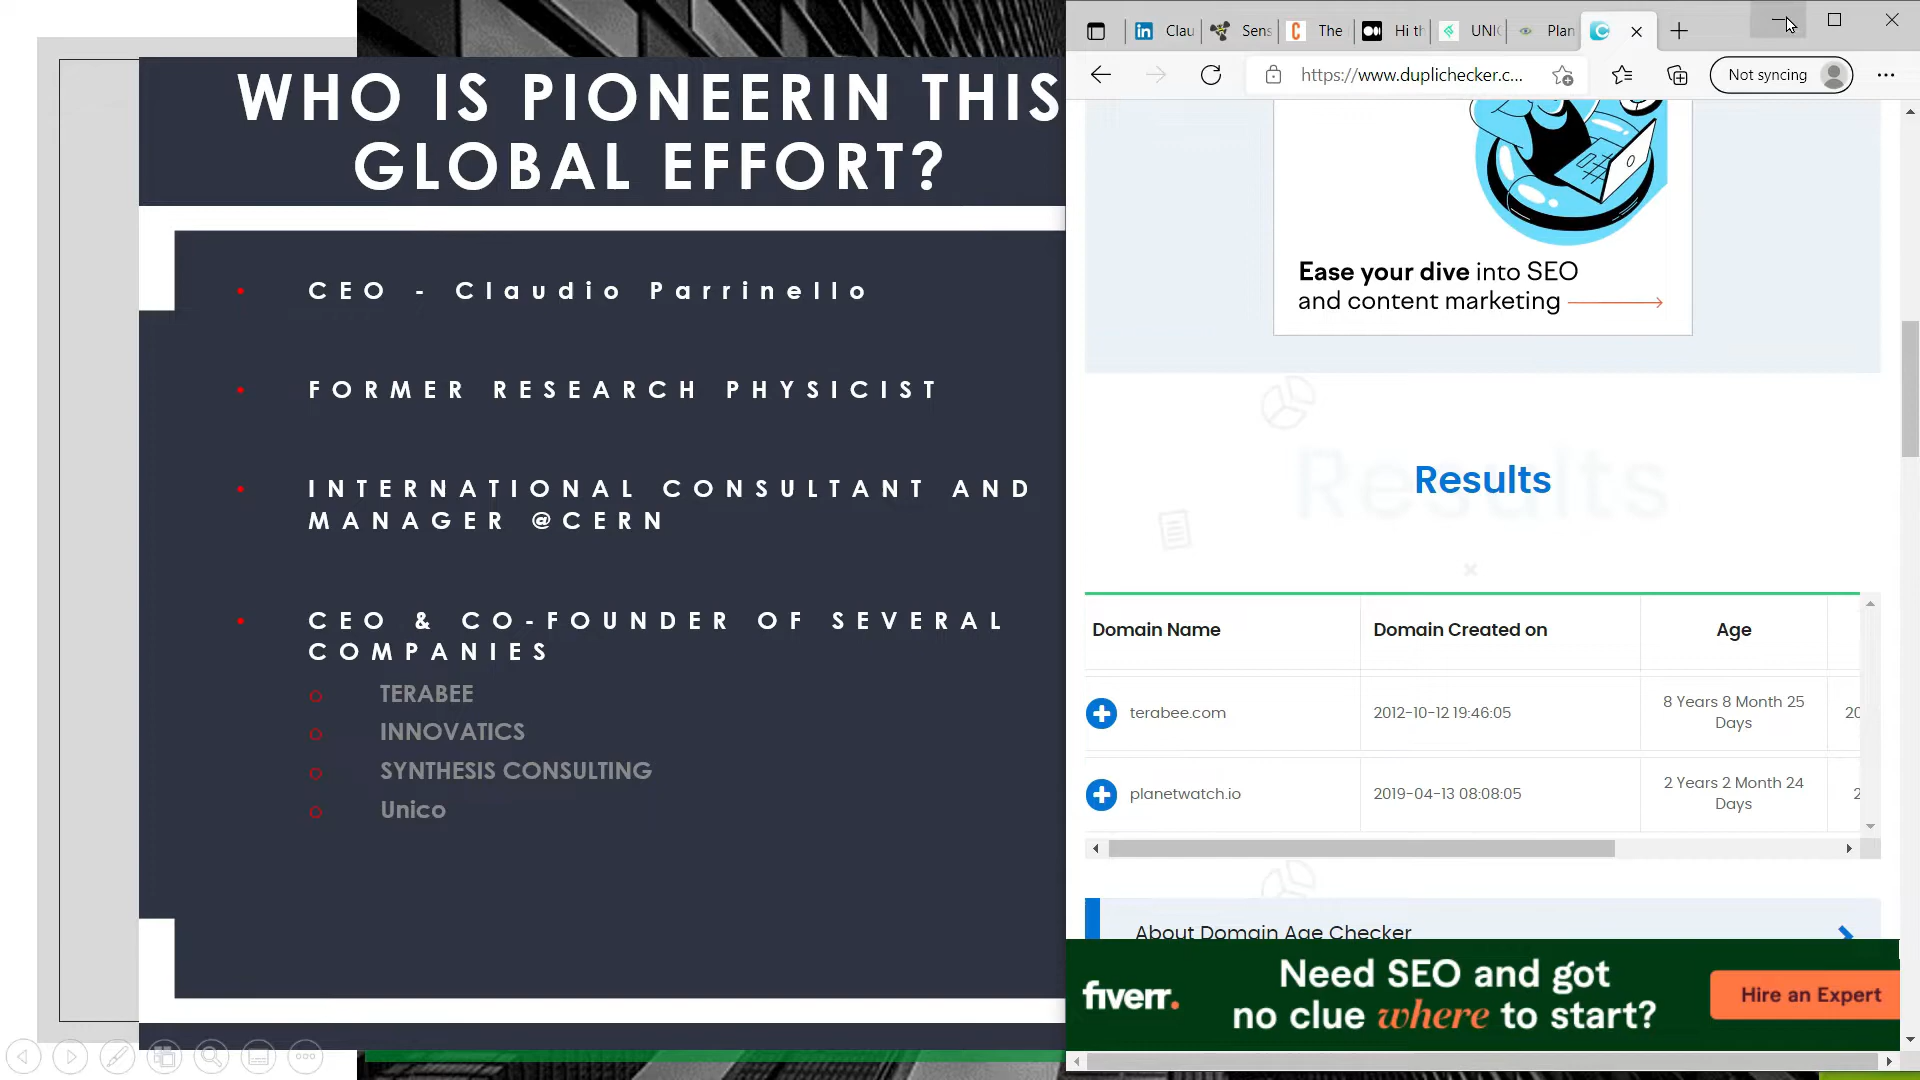 WHO IS PIONEERIN THIS
GLOBAL EFFORT?
• CEO - Claudio Parrinello
• FORMER RESEARCH PHYSICIST
• INTERNATIONAL CONSULTANT AND
MANAGER @CERN
• CEO & CO-FOUNDER OF SEVERAL
COMPANIES
o TERABEE
o INNOVATICS
o SYNTHESIS CONSULTING
o Unico
Clau
Sens
The
Hi th
UNIC
Plan
https://www.duplichecker.c...
Not syncing
Ease your dive into SEO
and content marketing
Results
Results
Domain Name Domain Created on Age
terabee.com 2012-10-12 19:46:05 8 Years 8 Month 25
Days 20
planetwatch.io 2019-04-13 08:08:05 2 Years 2 Month 24
Days 2
About Domain Age Checker
fiverr.
Need SEO and got
no clue where to start?
Hire an Expert